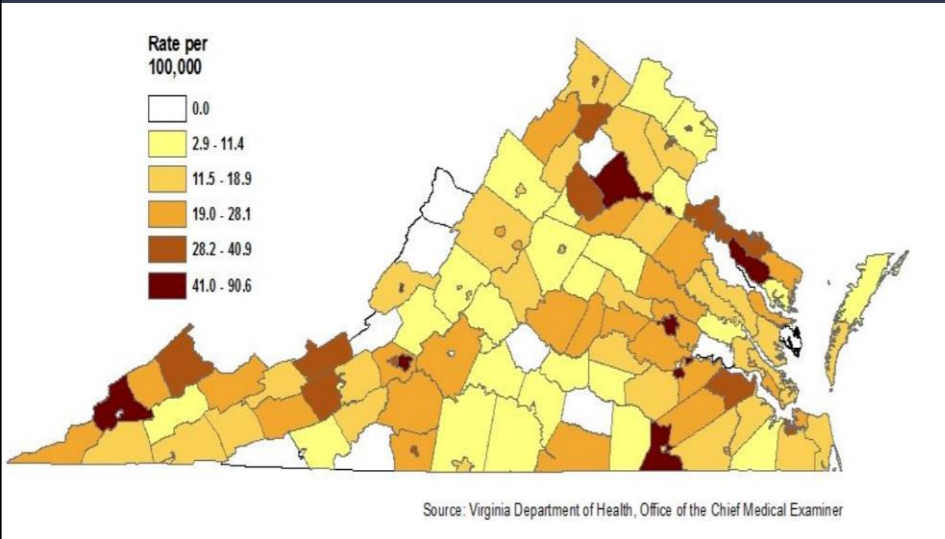 Rate per
100,000
0.0
2.9 - 11.4
11.5 - 18.9
19.0 - 28.1
28.2 - 40.9
41.0 - 90.6
Source: Virginia Department of Health, Office of the Chief Medical Examiner